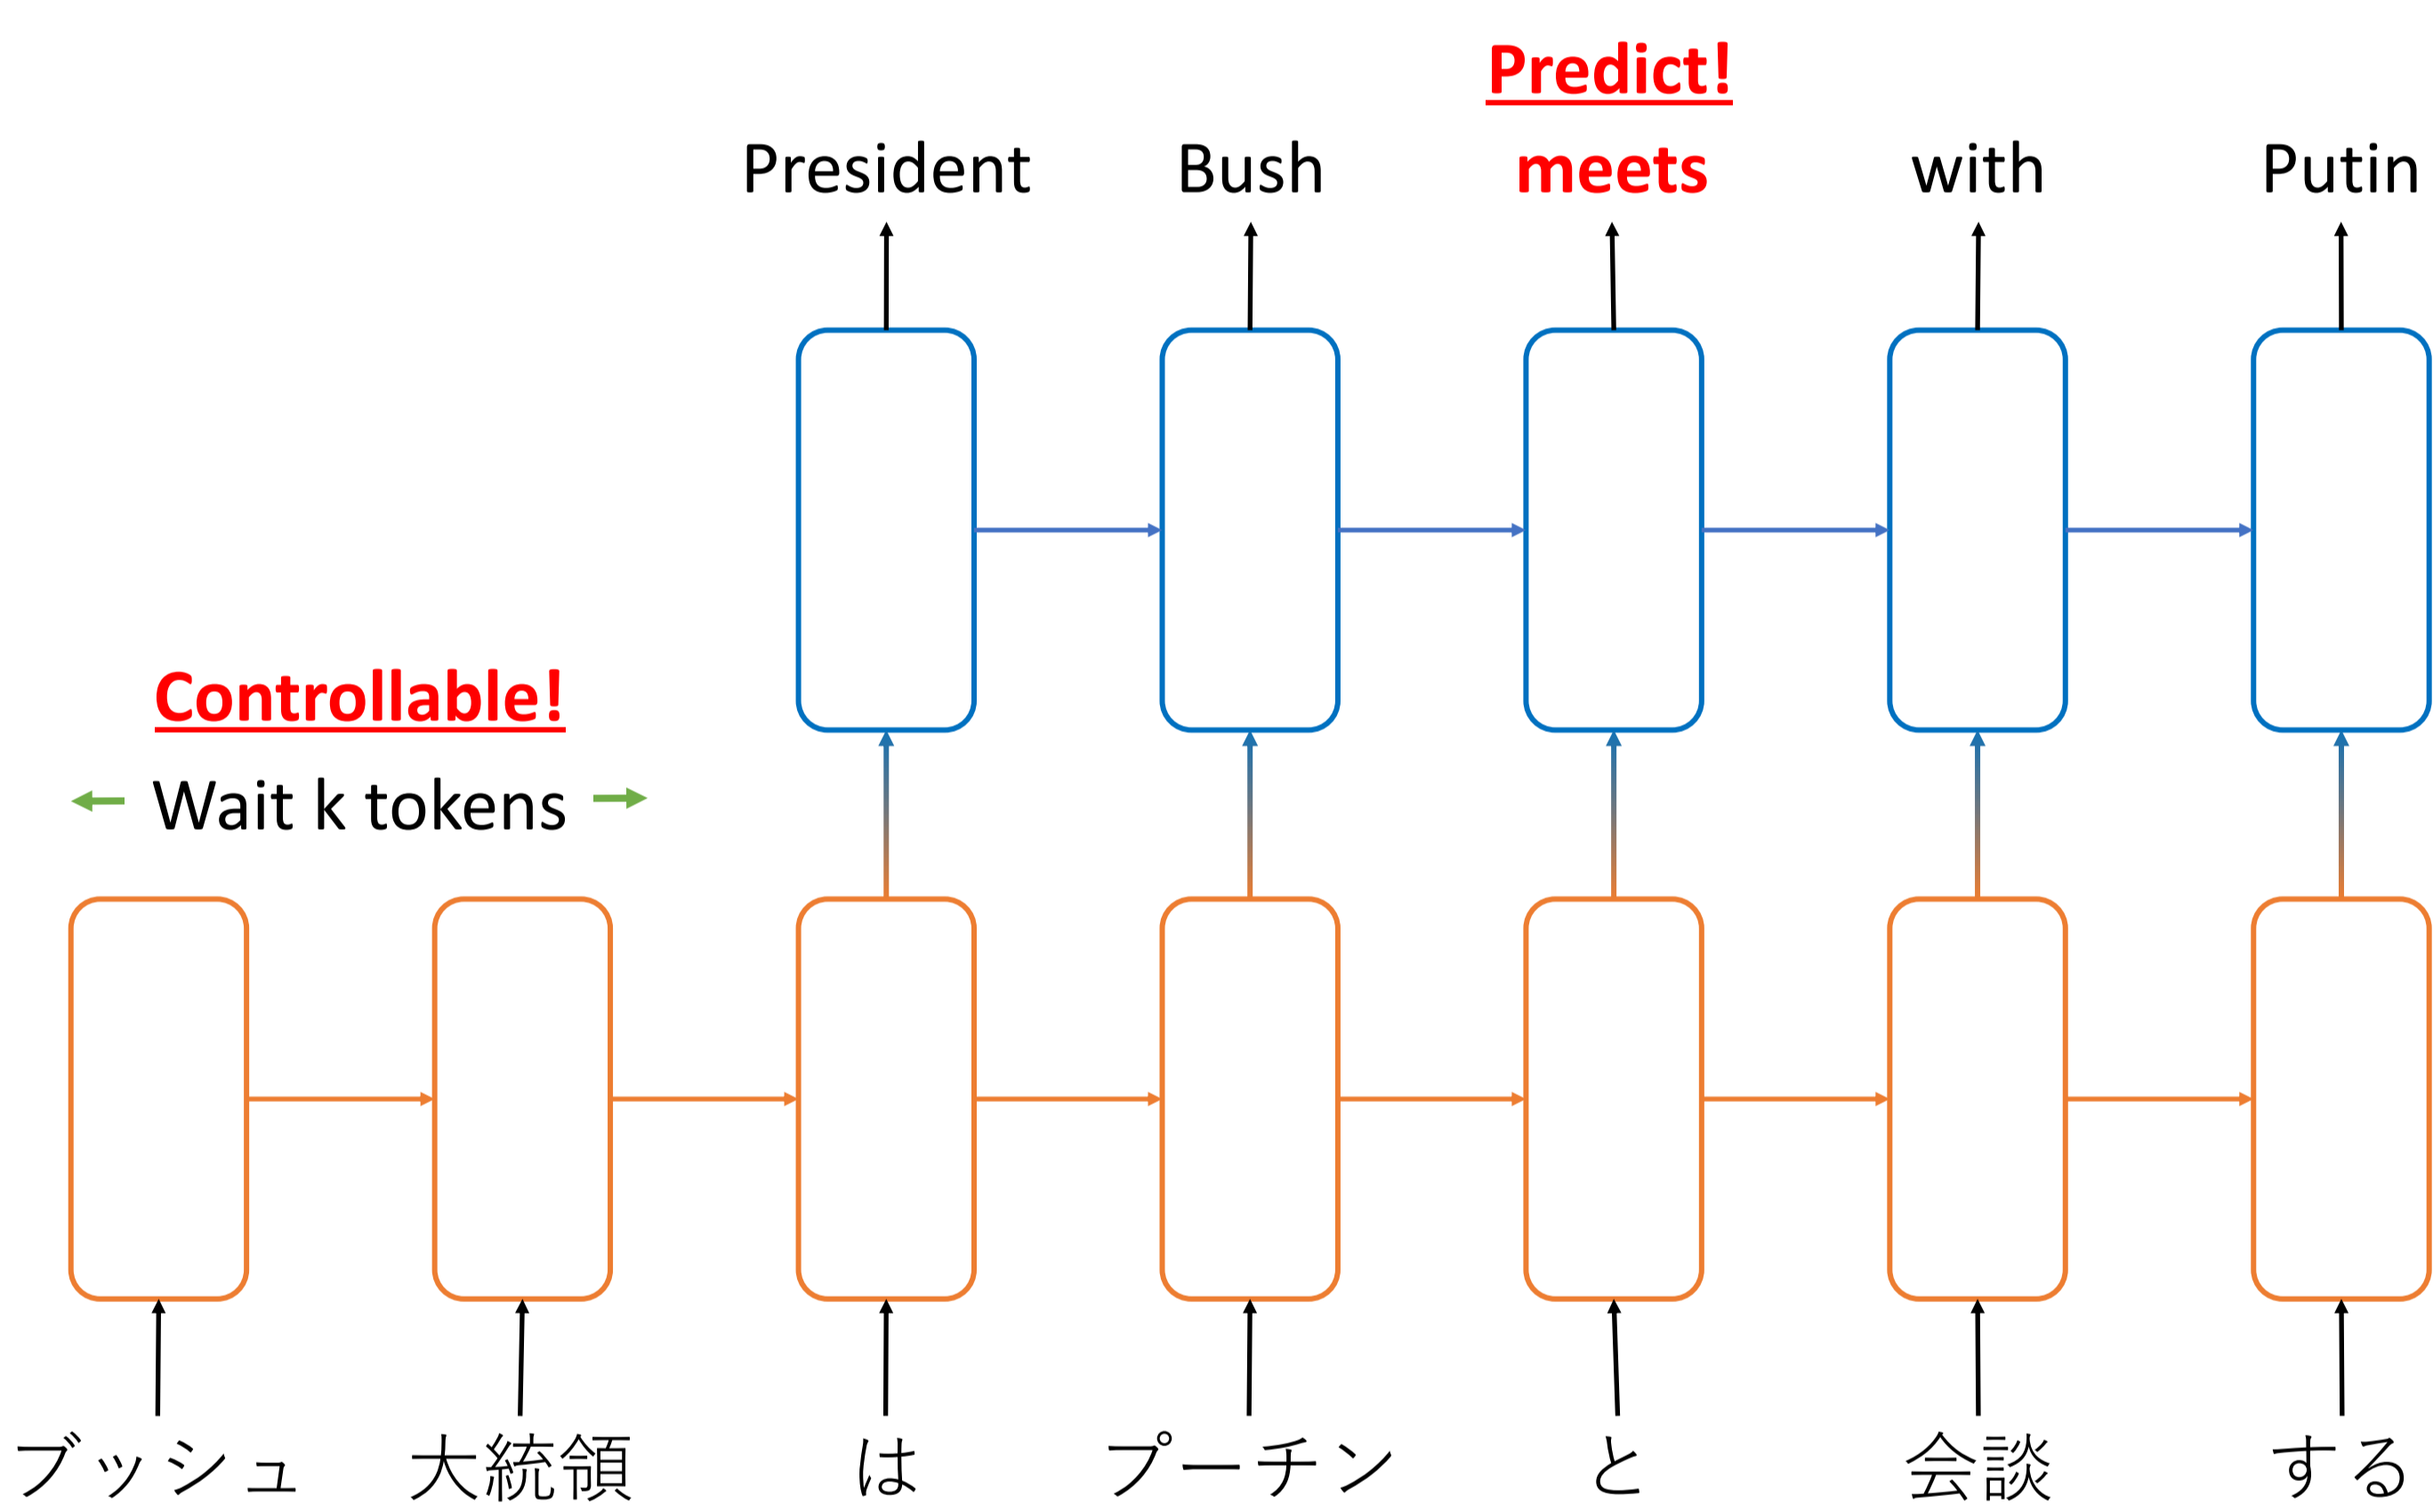 Predict!
President Bush meets with Putin
Controllable!
Wait k tokens
ブッシュ 大統領 は プーチン と 会談 する